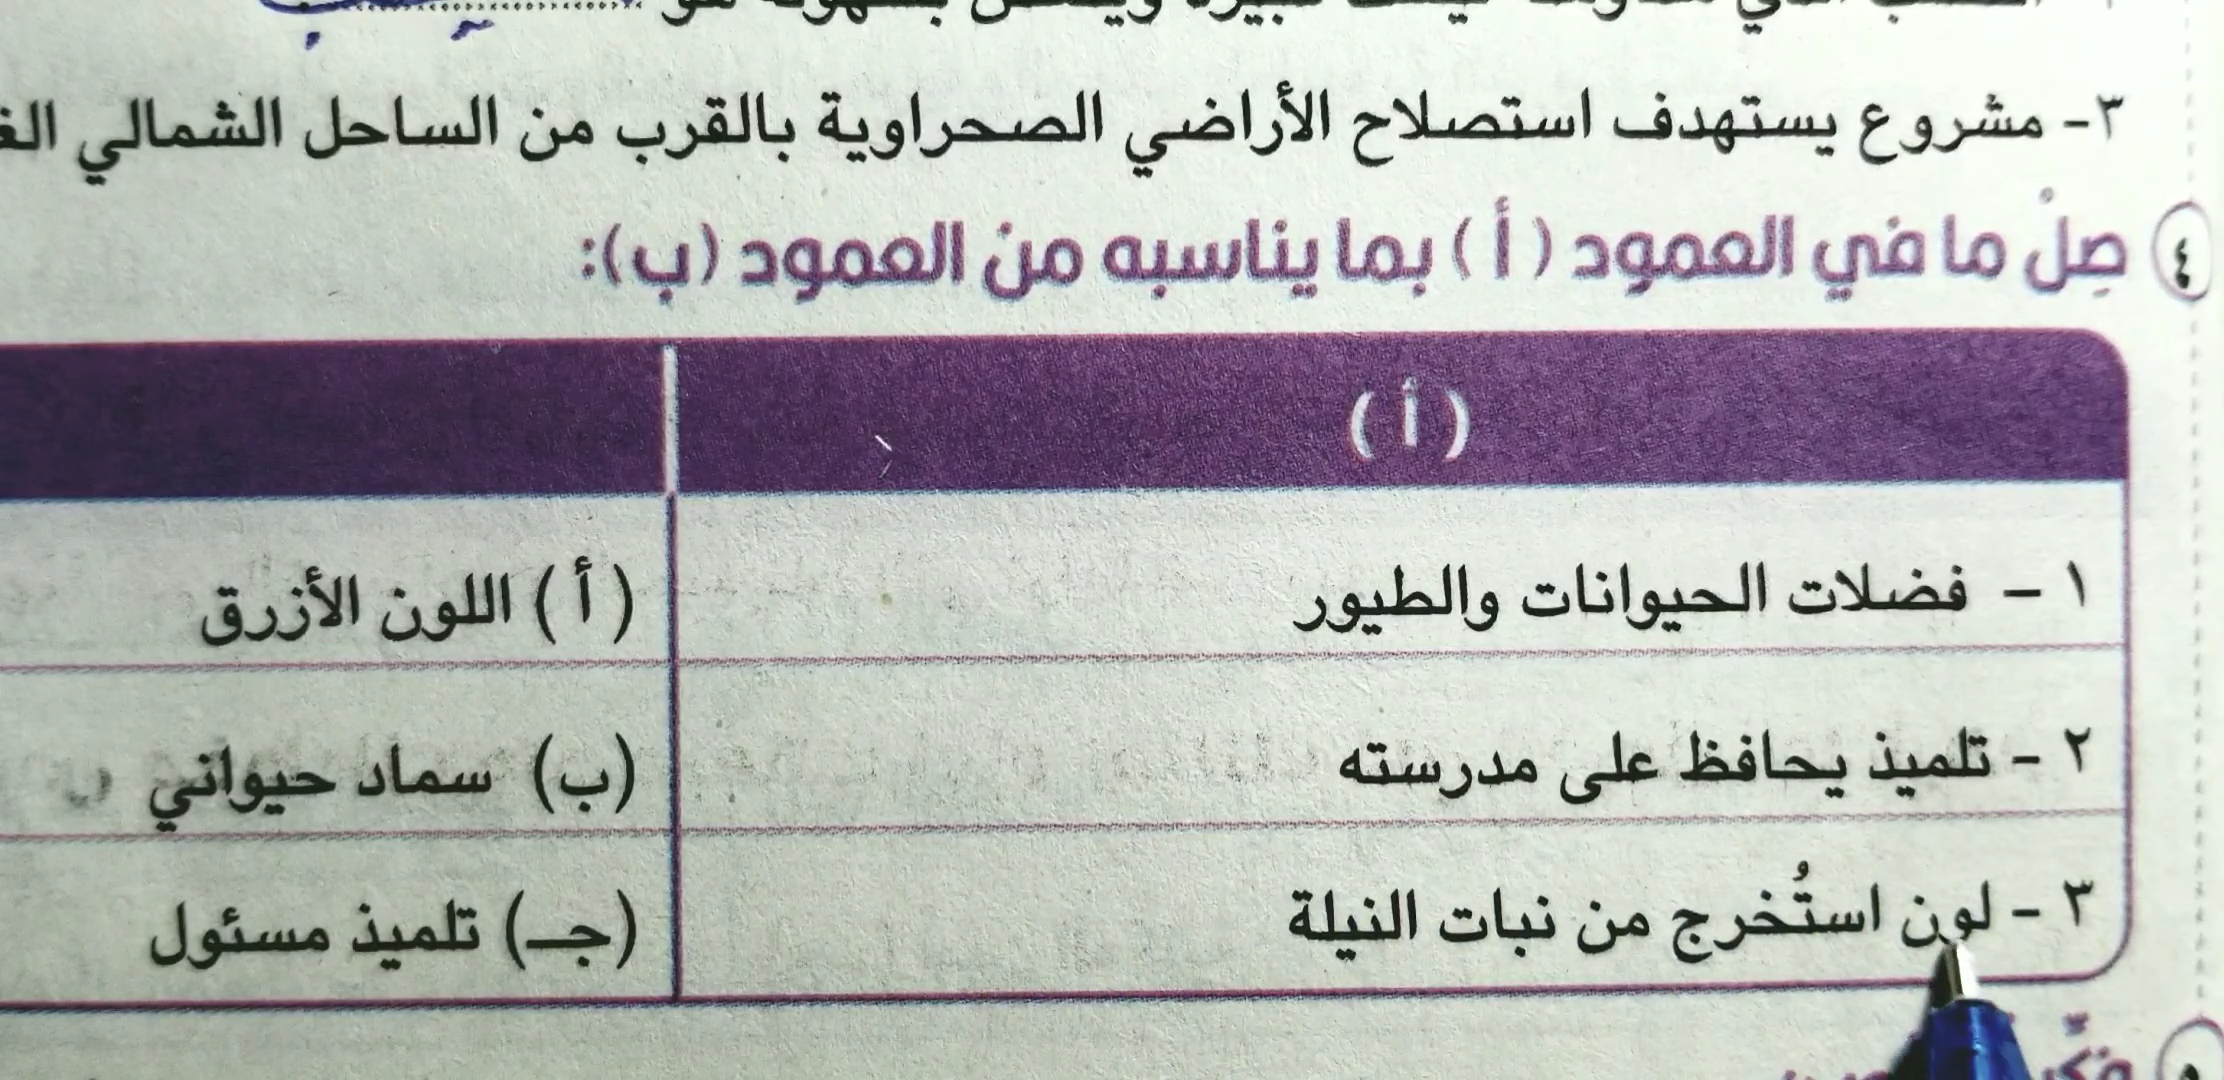 ٣- مشروع يستهدف استصلاح الأراضي الصحراوية بالقرب من الساحل الشمالي
٤ صِلْ ما في العمود ( أ ) بما يناسبه من العمود (ب):
( أ )
١ - فضلات الحيوانات والطيور
( أ ) اللون الأزرق
٢ - تلميذ يحافظ على مدرسته
(ب) سماد حيواني
٣ - لون استُخرج من نبات النيلة
(جـ) تلميذ مسئول